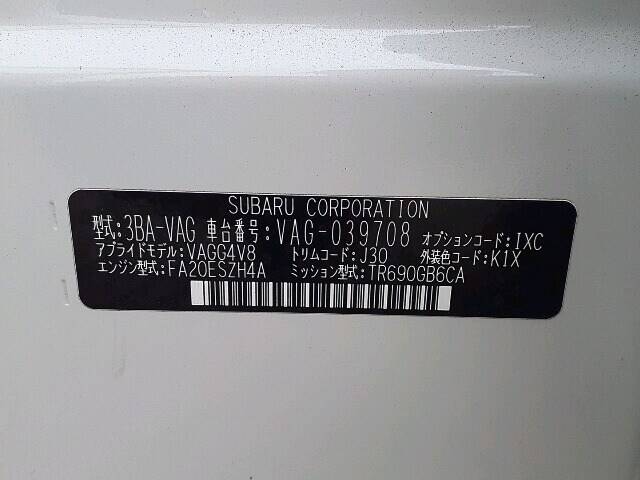 SUBARU CORPORATION
型式:3BA-VAG 車台番号:VAG-039708 オプションコード:IXC
アプライドモデル:VAGG4V8 トリムコード:J30 外装色コード:K1X
エンジン型式:FA20ESZH4A ミッション型式:TR690GB6CA